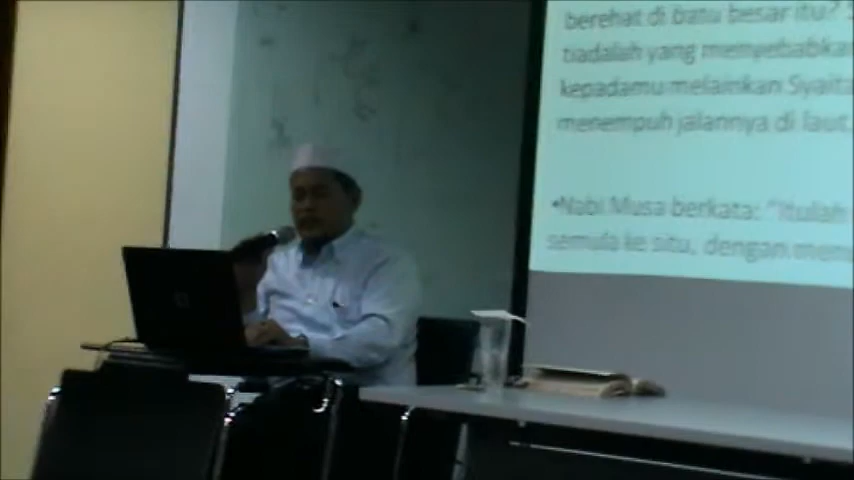 berehat di batu besar itu?
tiadalah yang menyebabkan
kepadamu melainkan Syaita
menempuh jalannya di laut,
•Nabi Musa berkata: "Itulah
semula ke situ, dengan